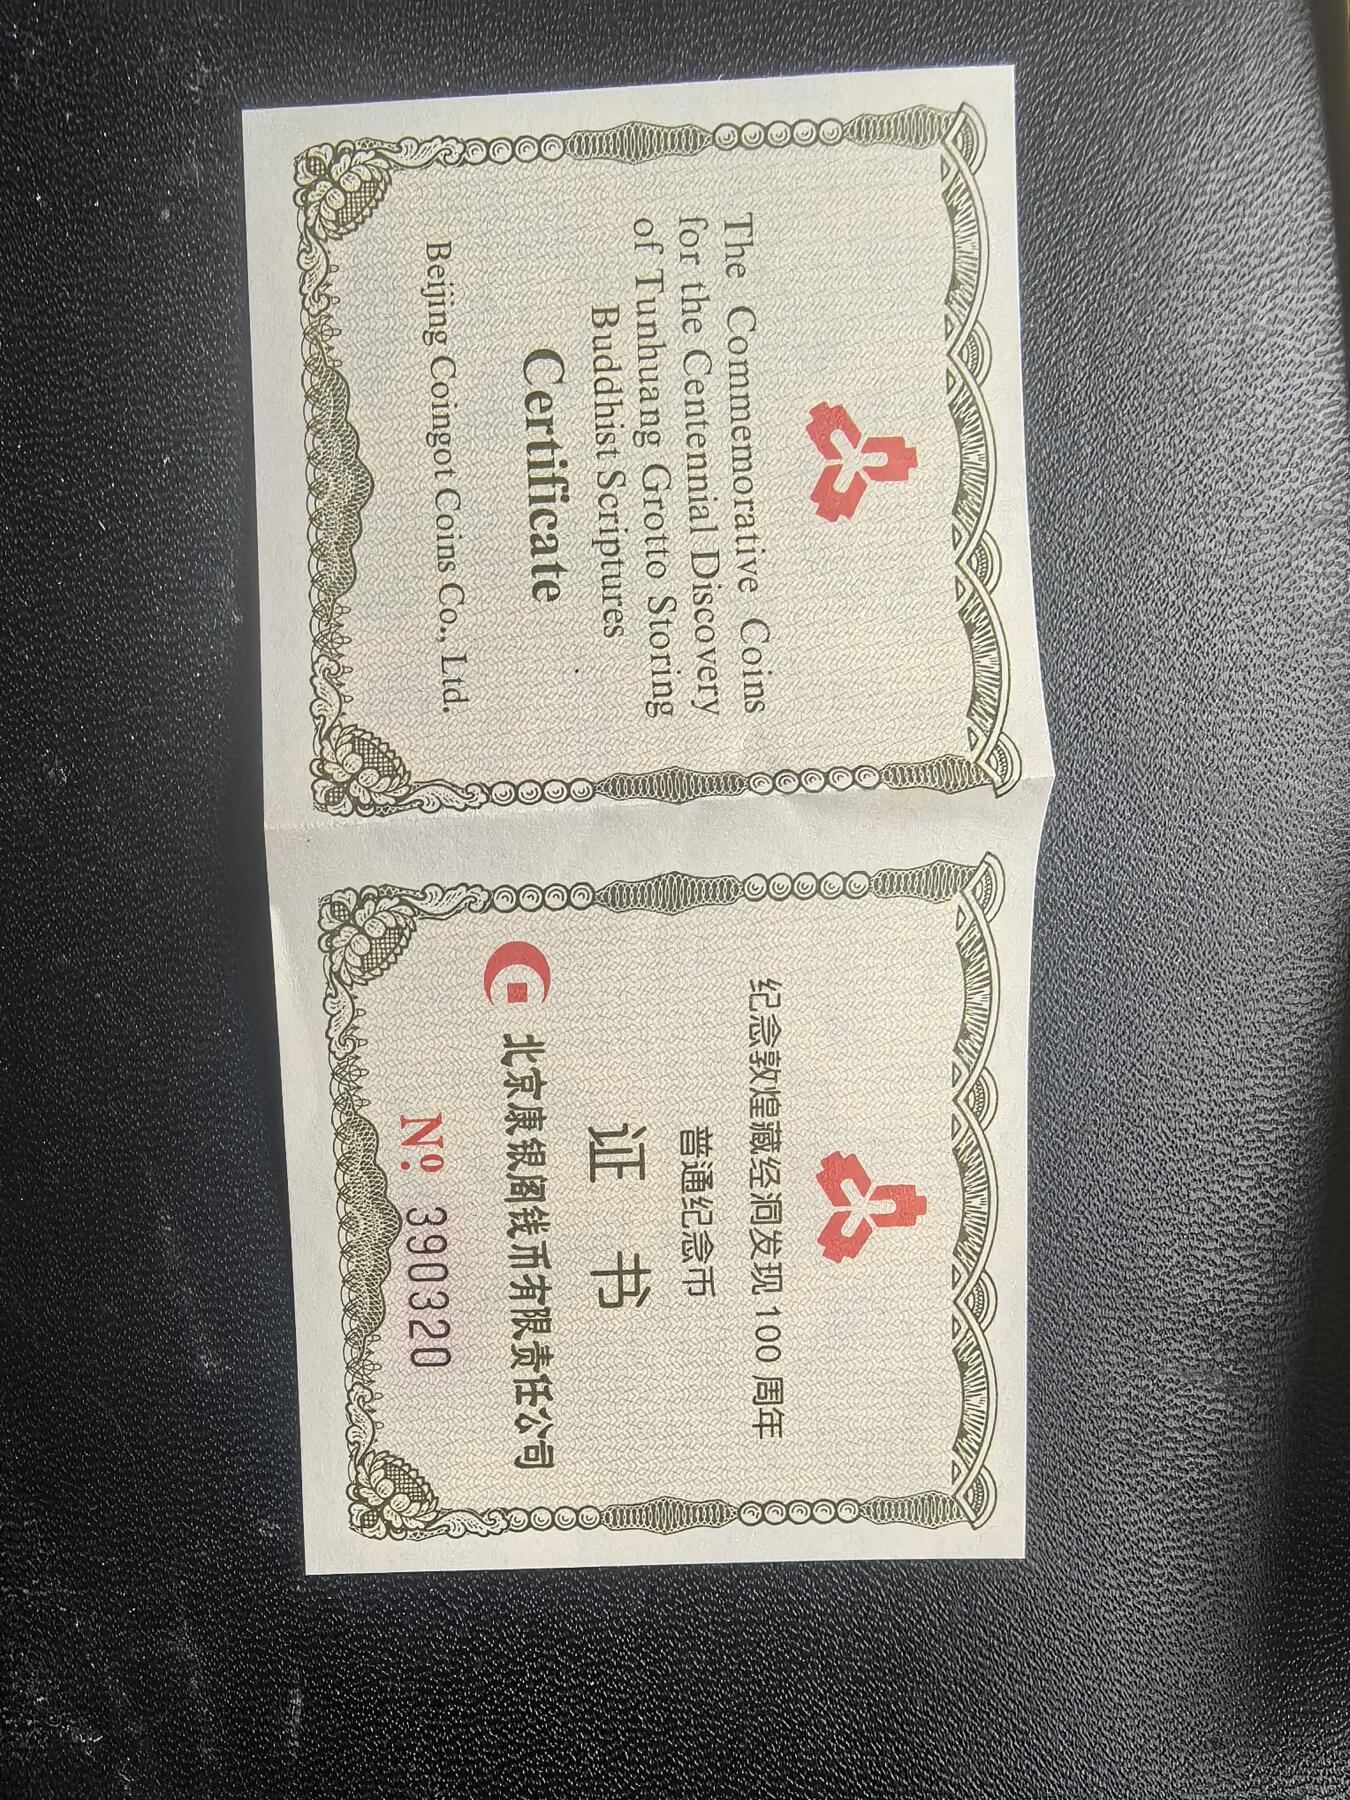 The Commemorative Coins
for the Centennial Discovery
of Tunhuang Grotto Storing
Buddhist Scriptures
Certificate
Beijing Coingot Coins Co., Ltd.
纪念敦煌藏经洞发现 100 周年
普通纪念币
证 书
北京康银阁钱币有限责任公司
Nº. 390320